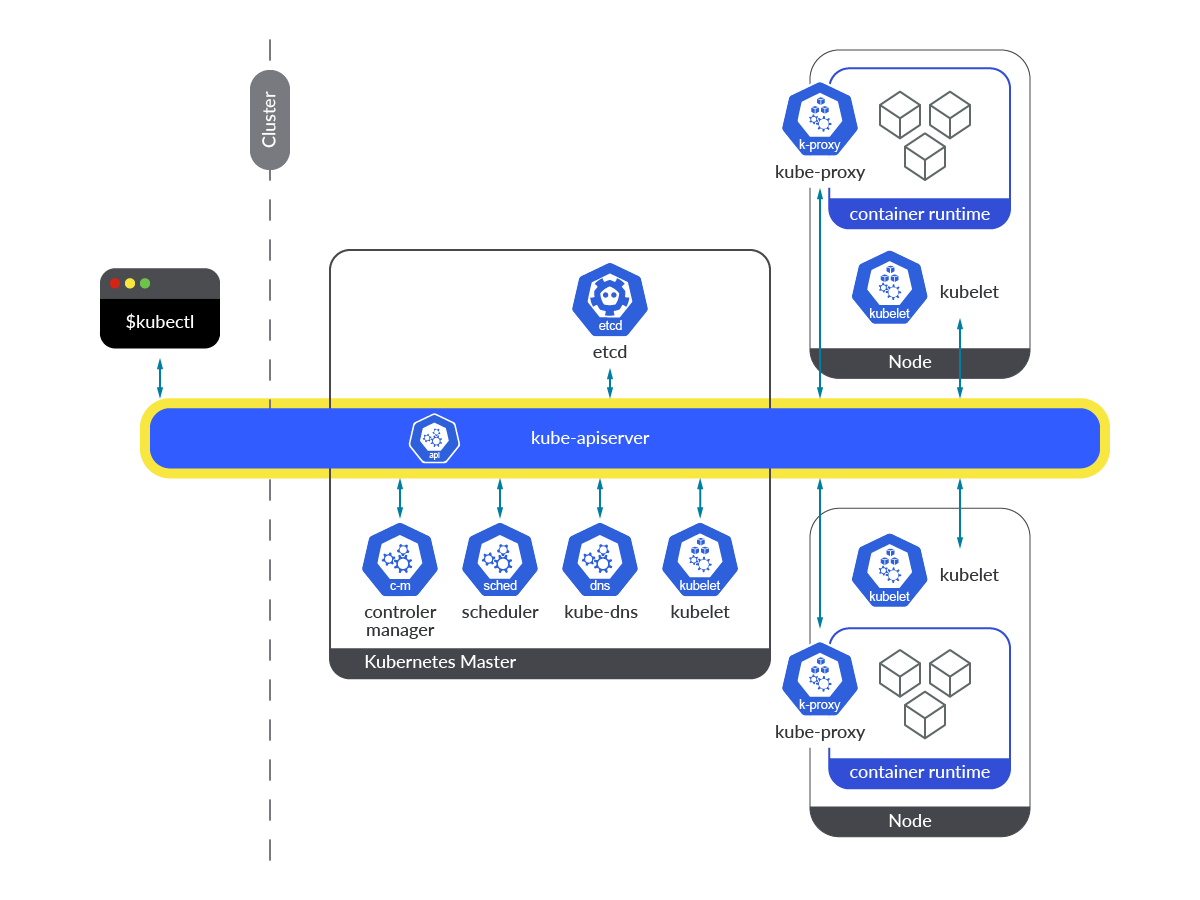 Cluster
$kubectl
k-proxy
kube-proxy
container runtime
kubelet
kubelet
Node
etcd
etcd
api
kube-apiserver
c-m
controler
manager
sched
scheduler
dns
kube-dns
kubelet
kubelet
Kubernetes Master
kubelet
kubelet
k-proxy
kube-proxy
container runtime
Node